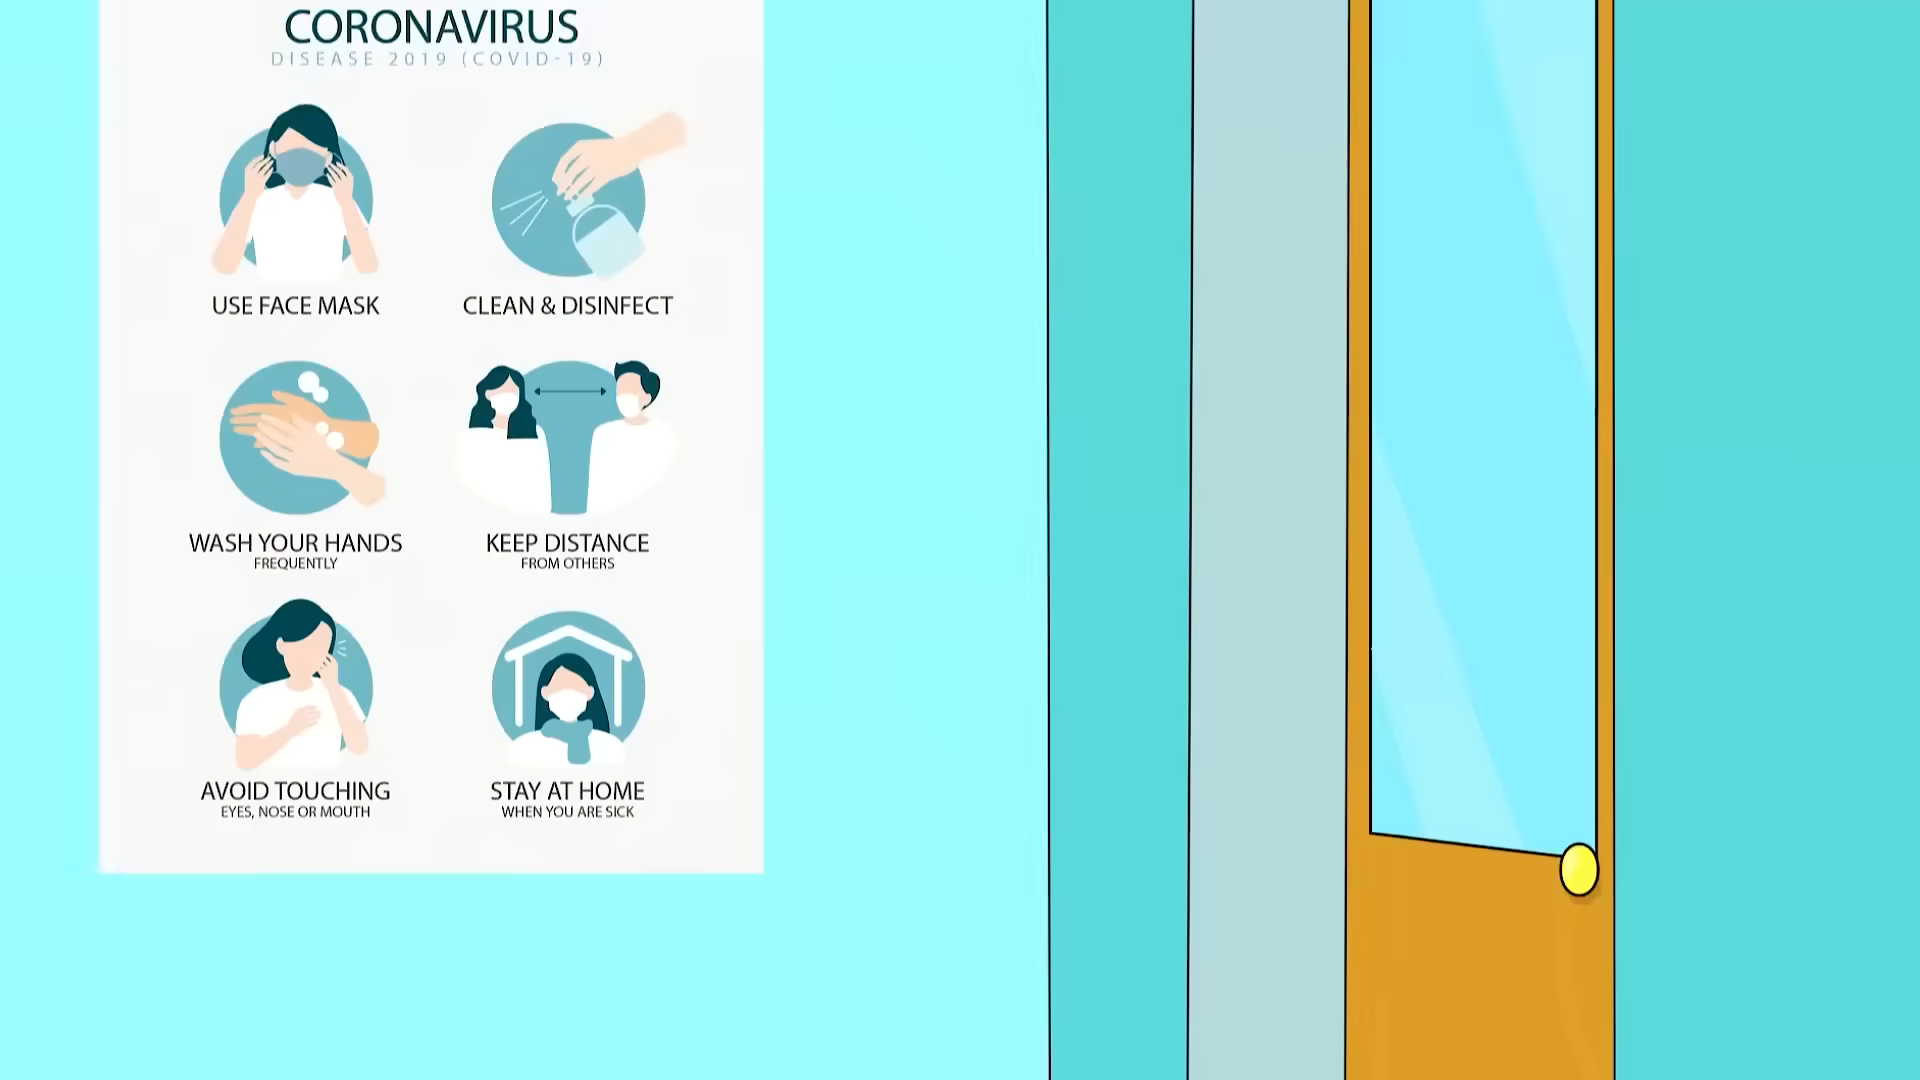 CORONAVIRUS
DISEASE 2019 (COVID-19)
USE FACE MASK
CLEAN & DISINFECT
WASH YOUR HANDS
FREQUENTLY
KEEP DISTANCE
FROM OTHERS
AVOID TOUCHING
EYES, NOSE OR MOUTH
STAY AT HOME
WHEN YOU ARE SICK